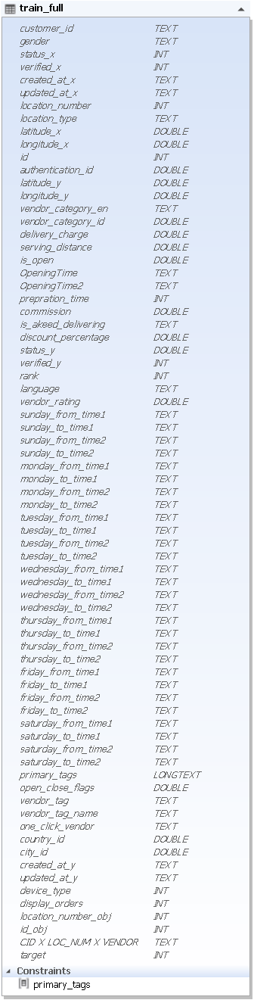 train_full
customer_id TEXT
gender TEXT
status_x INT
verified_x INT
created_at_x TEXT
updated_at_x TEXT
location_number INT
location_type TEXT
latitude_x DOUBLE
longitude_x DOUBLE
id INT
authentication_id DOUBLE
latitude_y DOUBLE
longitude_y DOUBLE
vendor_category_en TEXT
vendor_category_id DOUBLE
delivery_charge DOUBLE
serving_distance DOUBLE
is_open DOUBLE
OpeningTime TEXT
OpeningTime2 TEXT
prepration_time INT
commission DOUBLE
is_akeed_delivering TEXT
discount_percentage DOUBLE
status_y DOUBLE
verified_y INT
rank INT
language TEXT
vendor_rating DOUBLE
sunday_from_time1 TEXT
sunday_to_time1 TEXT
sunday_from_time2 TEXT
sunday_to_time2 TEXT
monday_from_time1 TEXT
monday_to_time1 TEXT
monday_from_time2 TEXT
monday_to_time2 TEXT
tuesday_from_time1 TEXT
tuesday_to_time1 TEXT
tuesday_from_time2 TEXT
tuesday_to_time2 TEXT
wednesday_from_time1 TEXT
wednesday_to_time1 TEXT
wednesday_from_time2 TEXT
wednesday_to_time2 TEXT
thursday_from_time1 TEXT
thursday_to_time1 TEXT
thursday_from_time2 TEXT
thursday_to_time2 TEXT
friday_from_time1 TEXT
friday_to_time1 TEXT
friday_from_time2 TEXT
friday_to_time2 TEXT
saturday_from_time1 TEXT
saturday_to_time1 TEXT
saturday_from_time2 TEXT
saturday_to_time2 TEXT
primary_tags LONGTEXT
open_close_flags DOUBLE
vendor_tag TEXT
vendor_tag_name TEXT
one_click_vendor TEXT
country_id DOUBLE
city_id DOUBLE
created_at_y TEXT
updated_at_y TEXT
device_type INT
display_orders INT
location_number_obj INT
id_obj INT
CID X LOC_NUM X VENDOR TEXT
target INT
Constraints
primary_tags